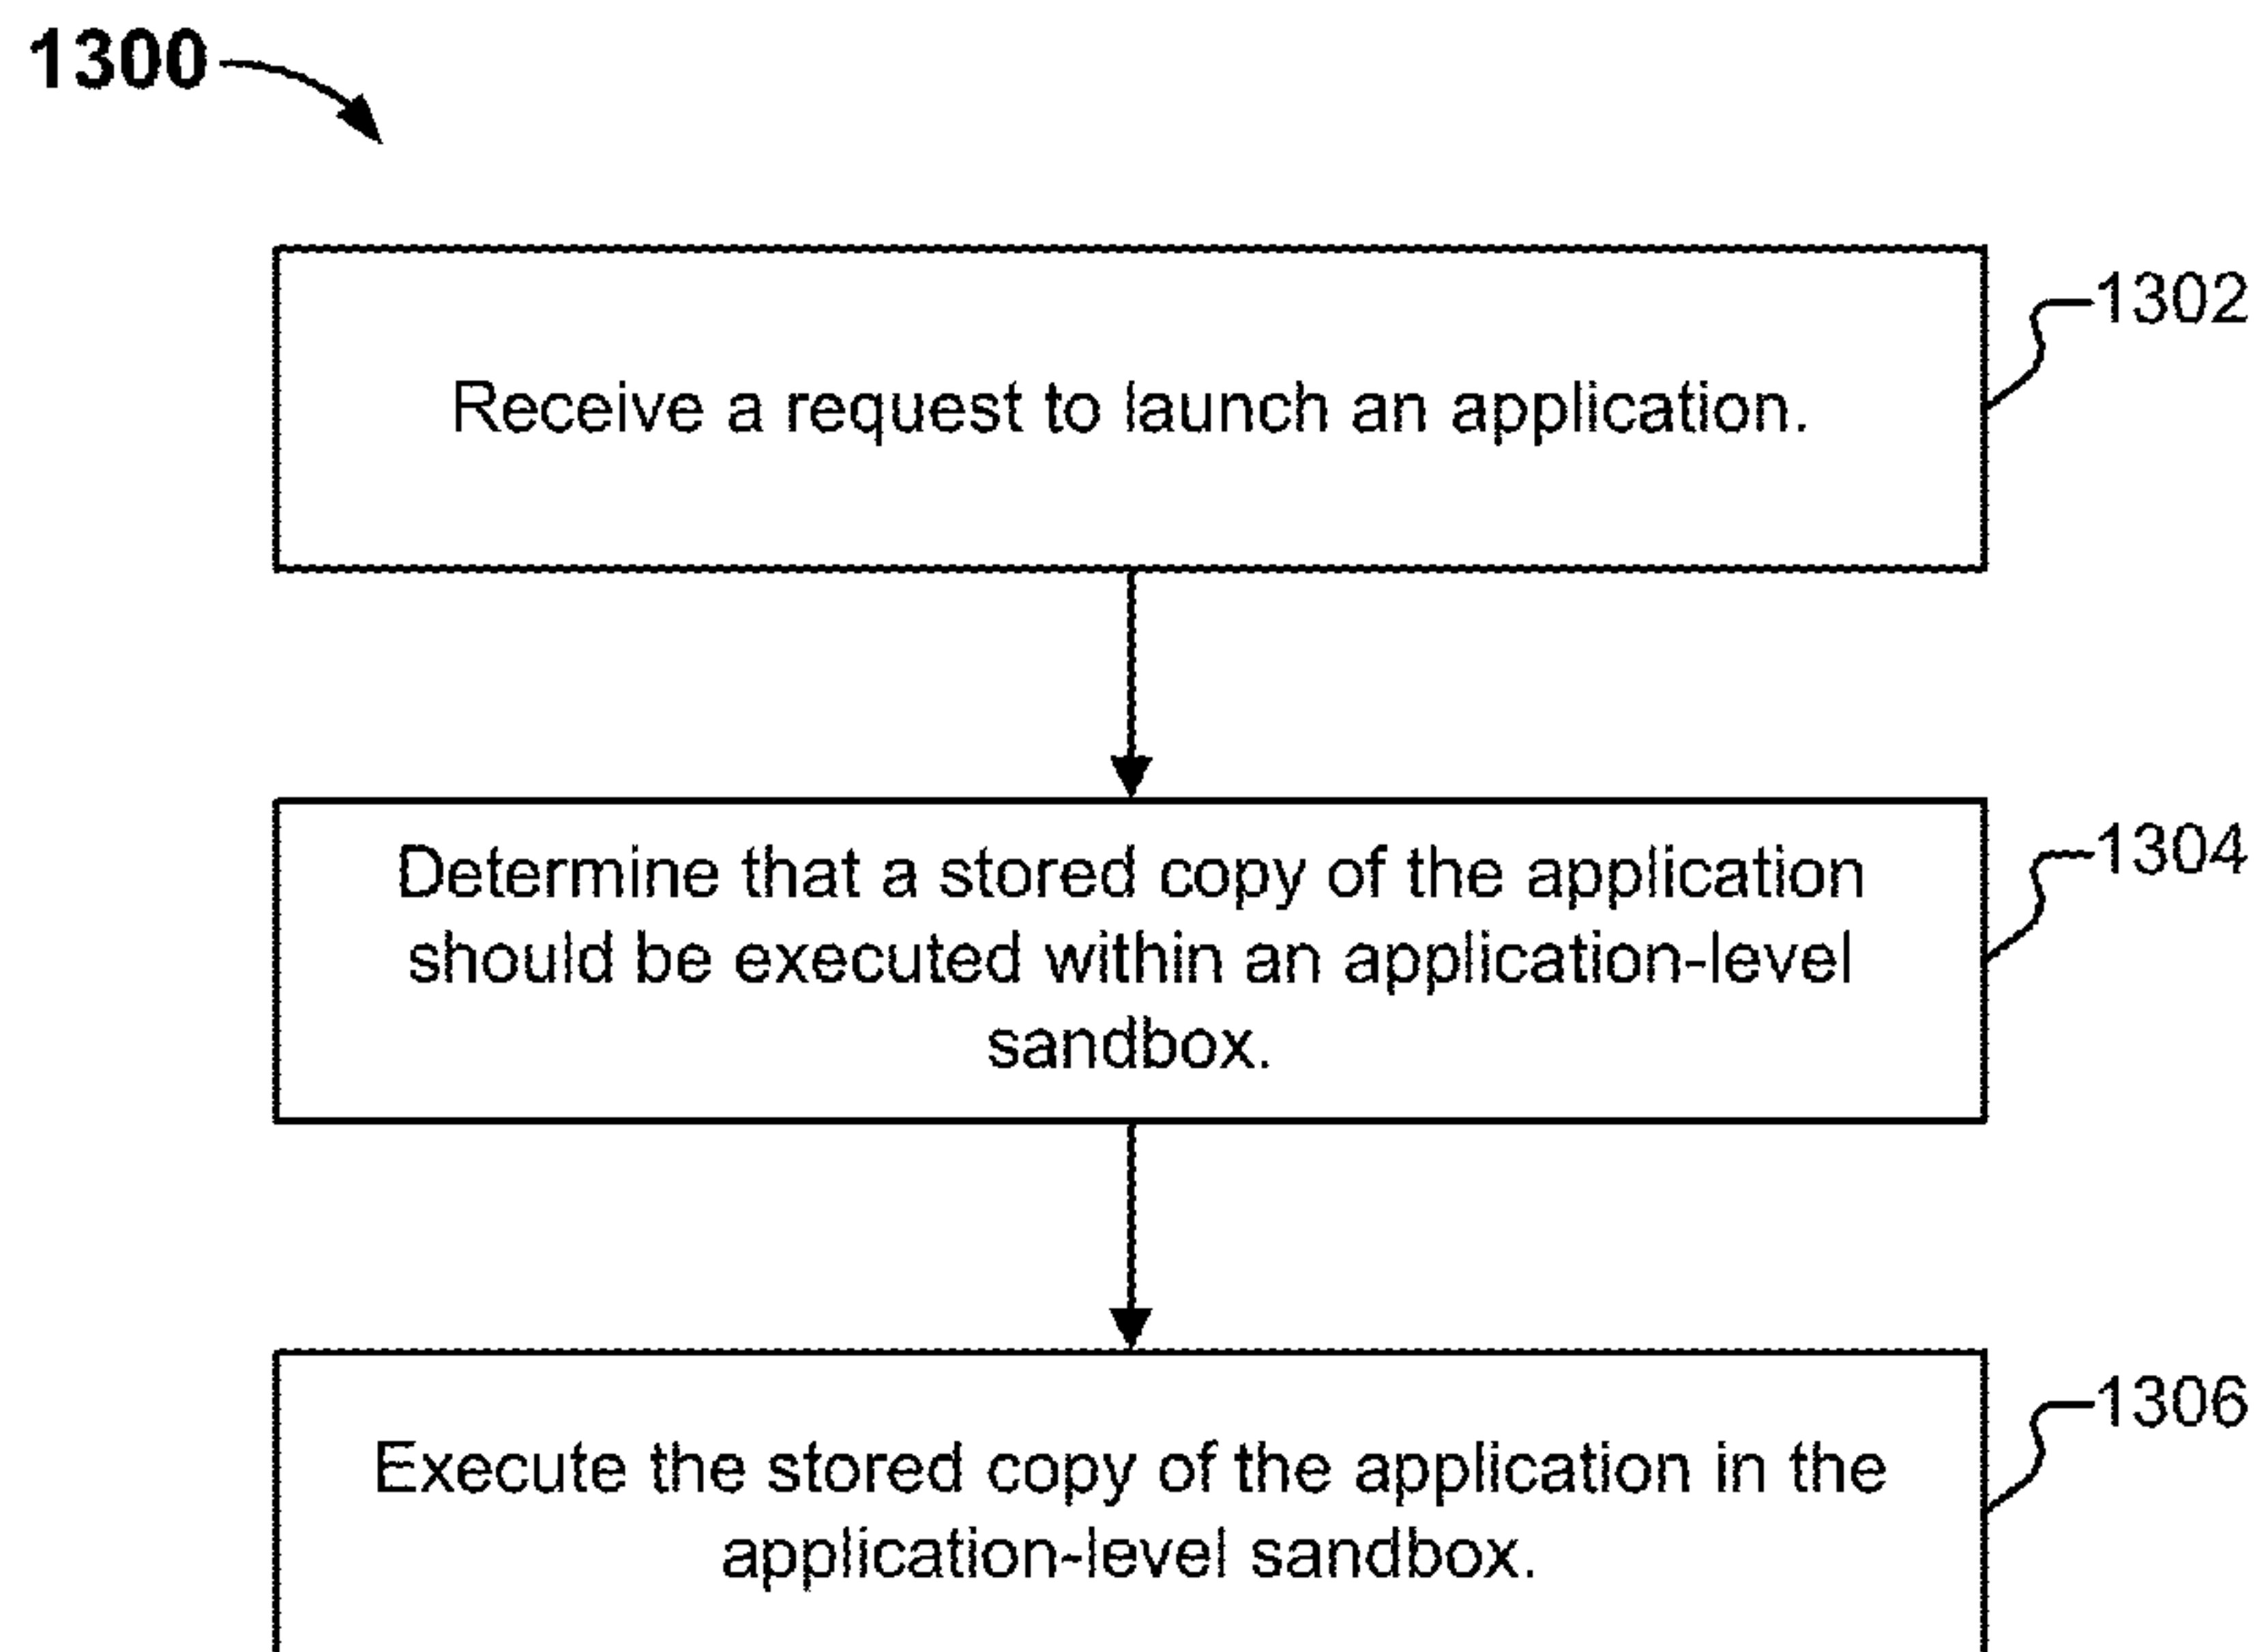 1300
1302
Receive a request to launch an application.
1304
Determine that a stored copy of the application
should be executed within an application-level
sandbox.
1306
Execute the stored copy of the application in the
application-level sandbox.